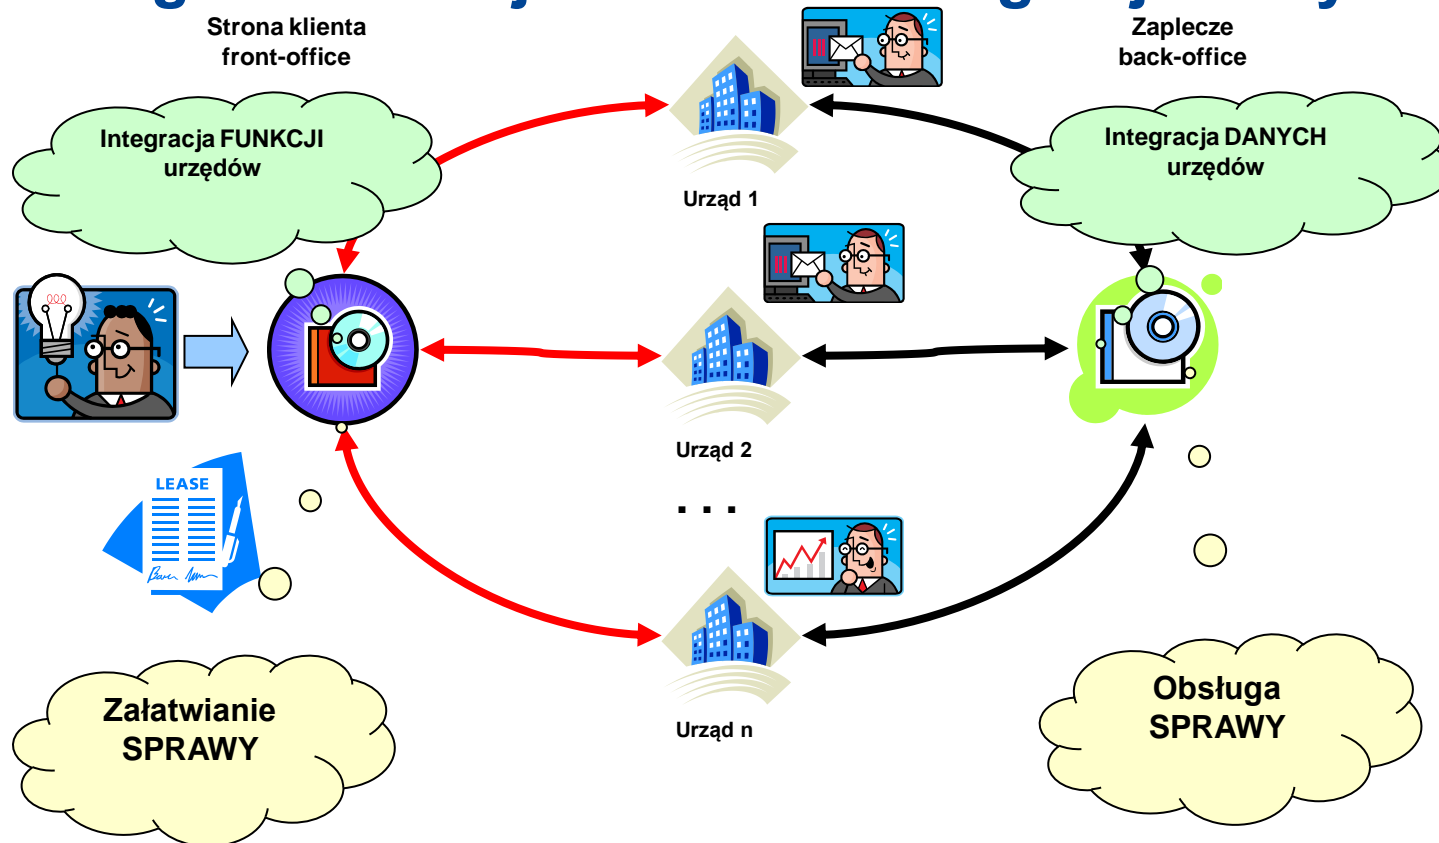 Strona klienta
front-office
Zaplecze
back-office
Integracja FUNKCJI
urzędów
Integracja DANYCH
urzędów
Urząd 1
Urząd 2
. . .
LEASE
Urząd n
Załatwianie
SPRAWY
Obsługa
SPRAWY